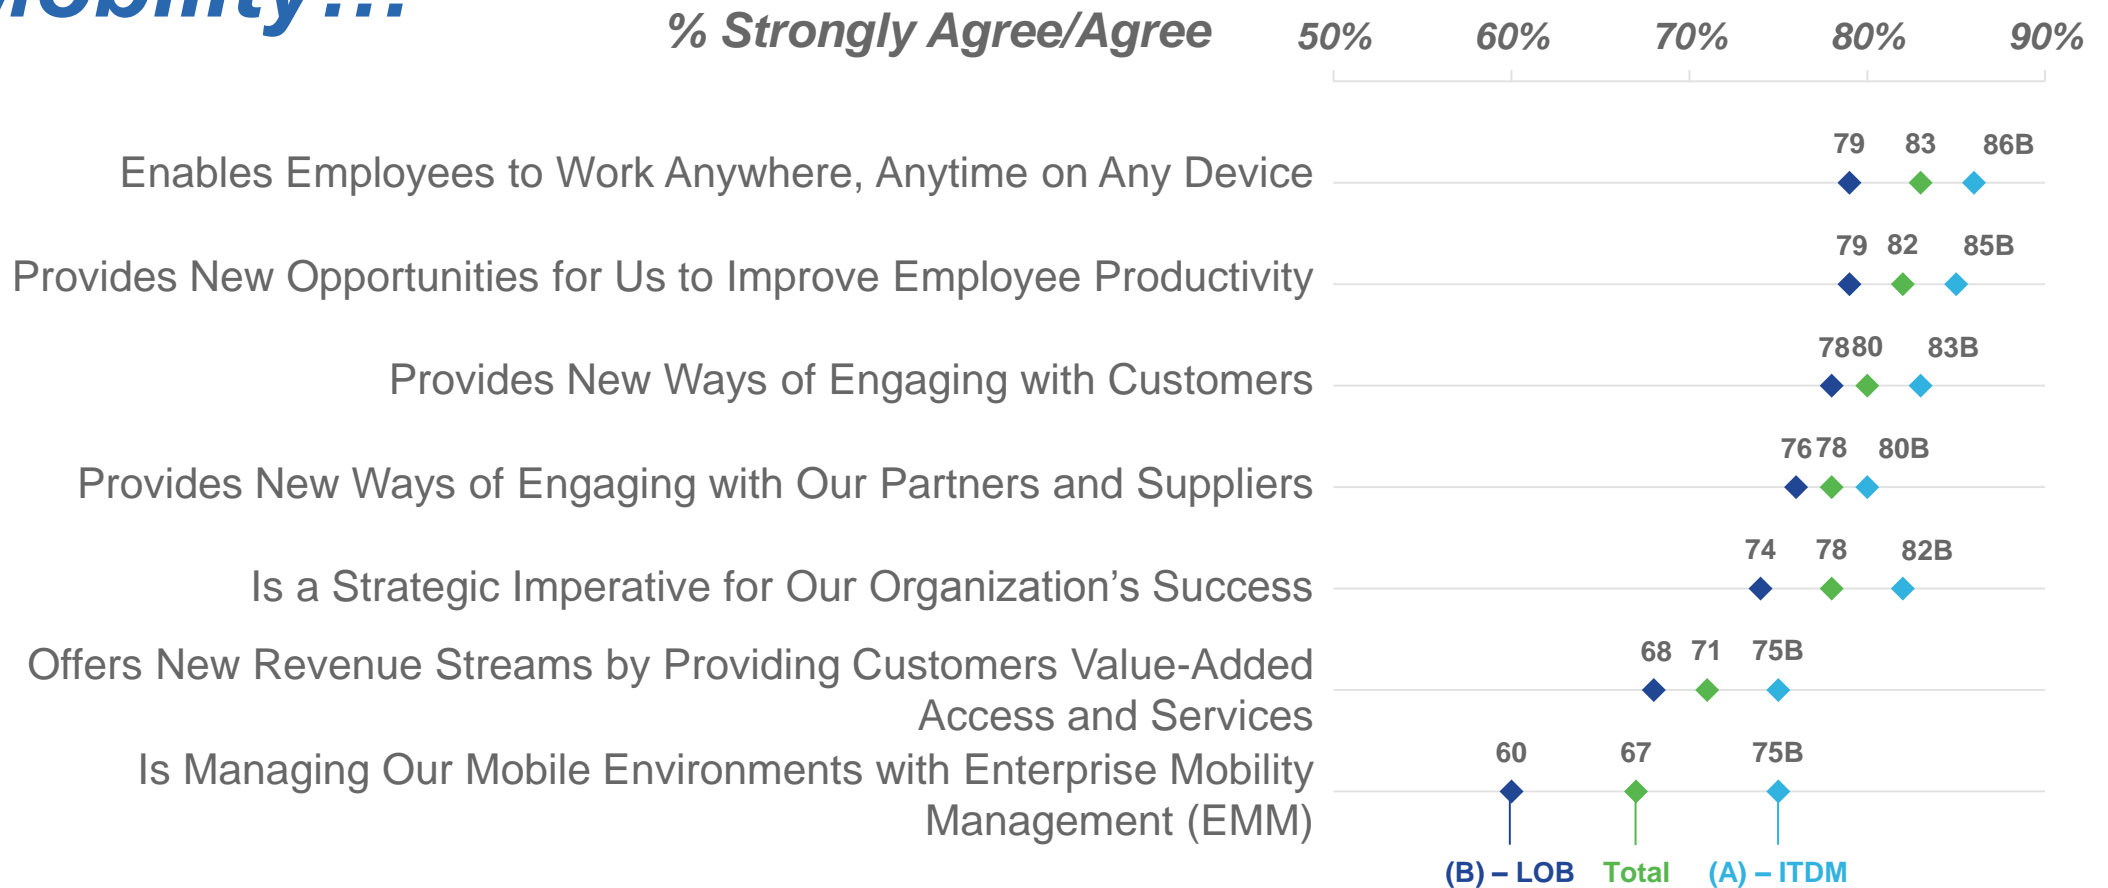 Mobility…
% Strongly Agree/Agree
50% 60% 70% 80% 90%
Enables Employees to Work Anywhere, Anytime on Any Device
79 83 86B
Provides New Opportunities for Us to Improve Employee Productivity
79 82 85B
Provides New Ways of Engaging with Customers
78 80 83B
Provides New Ways of Engaging with Our Partners and Suppliers
76 78 80B
Is a Strategic Imperative for Our Organization’s Success
74 78 82B
Offers New Revenue Streams by Providing Customers Value-Added
Access and Services
68 71 75B
Is Managing Our Mobile Environments with Enterprise Mobility
Management (EMM)
60 67 75B
(B) – LOB Total (A) – ITDM